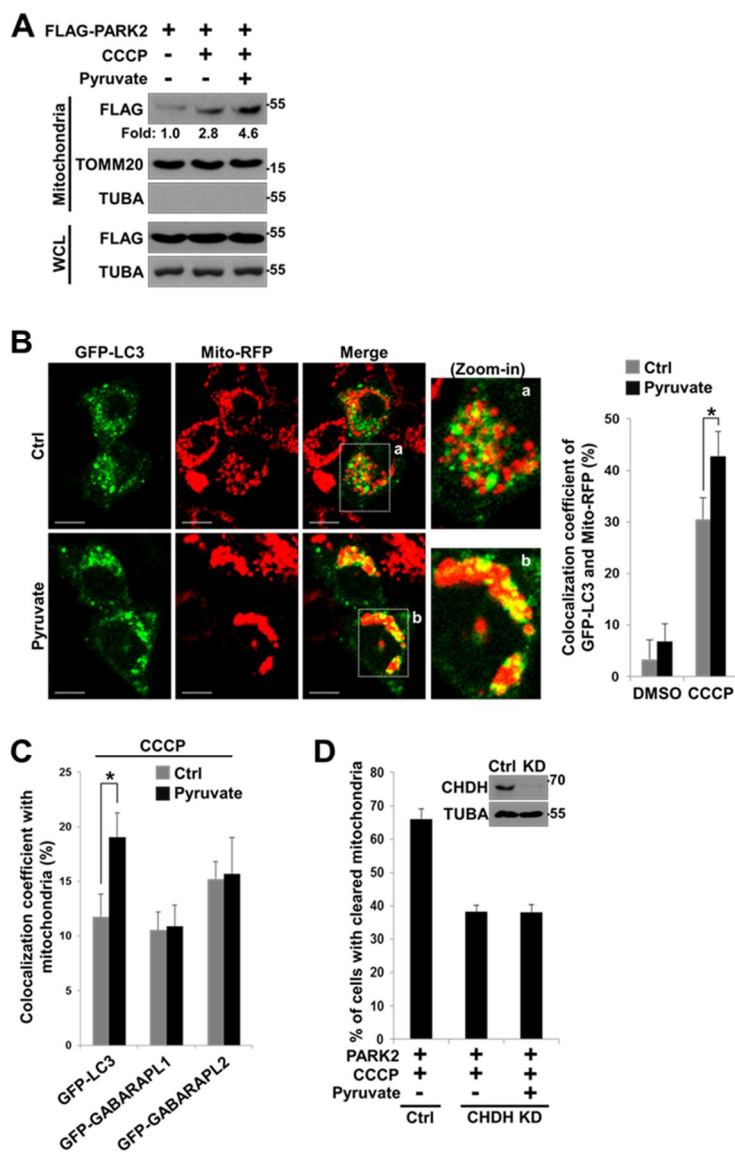 A
FLAG-PARK2 + + +
CCCP - + +
Pyruvate - - +
Mitochondria
FLAG -55
Fold: 1.0 2.8 4.6
TOMM20 -15
TUBA -55
WCL
FLAG -55
TUBA -55
B
GFP-LC3 Mito-RFP Merge (Zoom-in)
Ctrl
a
a
Pyruvate
b
b
Ctrl
Pyruvate
*
Colocalization coefficient of
GFP-LC3 and Mito-RFP (%)
50
40
30
20
10
0
DMSO CCCP
C
CCCP
Ctrl
Pyruvate
*
Colocalization coefficient with
mitochondria (%)
25
20
15
10
5
0
GFP-LC3
GFP-GABARAPL1
GFP-GABARAPL2
D
Ctrl KD
CHDH -70
TUBA -55
% of cells with cleared mitochondria
80
70
60
50
40
30
20
10
0
PARK2 + + +
CCCP + + +
Pyruvate - - +
Ctrl CHDH KD